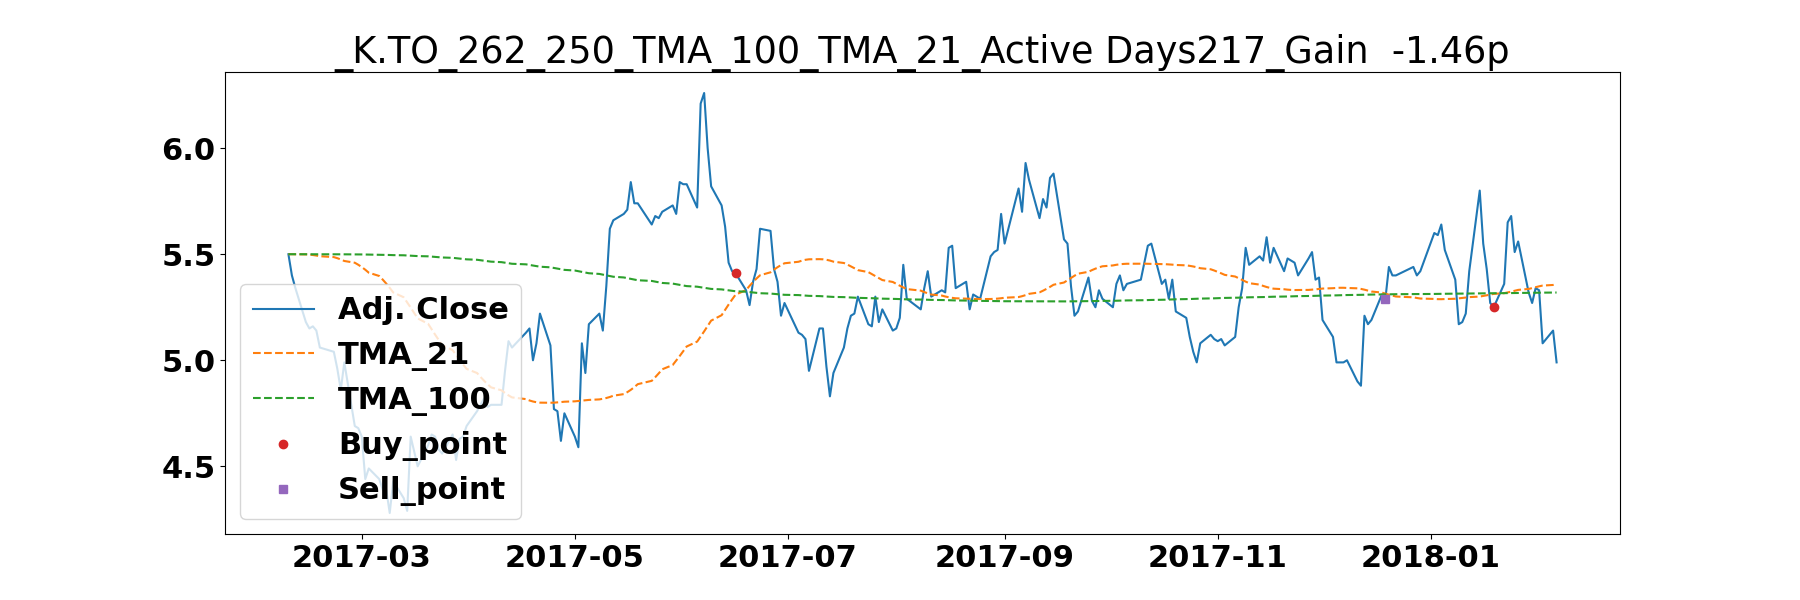 _K.TO_262_250_TMA_100_TMA_21_Active Days217_Gain  -1.46p
6.0
5.5
5.0
4.5
Adj. Close
TMA_21
TMA_100
Buy_point
Sell_point
2017-03 2017-05 2017-07 2017-09 2017-11 2018-01